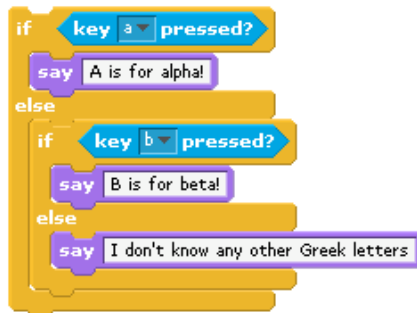 if key a pressed?
say A is for alpha!
else
if key b pressed?
say B is for beta!
else
say I don't know any other Greek letters